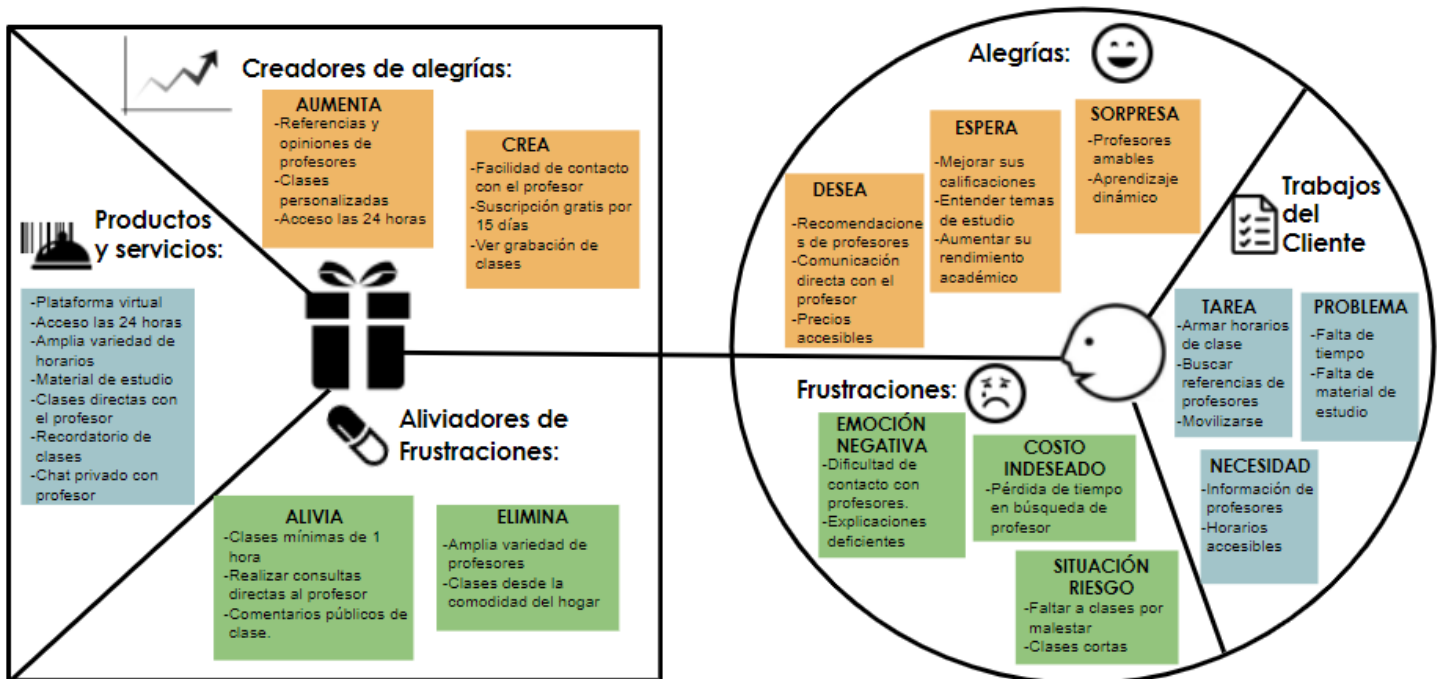 Creadores de alegrías:
AUMENTA
-Referencias y
opiniones de
profesores
-Clases
personalizadas
-Acceso las 24 horas
CREA
-Facilidad de contacto
con el profesor
-Suscripción gratis por
15 días
-Ver grabación de
clases
Productos
y servicios:
-Plataforma virtual
-Acceso las 24 horas
-Amplia variedad de
horarios
-Material de estudio
-Clases directas con
el profesor
-Recordatorio de
clases
-Chat privado con
profesor
Aliviadores de
Frustraciones:
ALIVIA
-Clases mínimas de 1
hora
-Realizar consultas
directas al profesor
-Comentarios públicos de
clase.
ELIMINA
-Amplia variedad de
profesores
-Clases desde la
comodidad del hogar
Alegrías:
DESEA
-Recomendacione
s de profesores
-Comunicación
directa con el
profesor
-Precios
accesibles
ESPERA
-Mejorar sus
calificaciones
-Entender temas
de estudio
-Aumentar su
rendimiento
académico
SORPRESA
-Profesores
amables
-Aprendizaje
dinámico
Trabajos
del
Cliente
TAREA
-Armar horarios
de clase
-Buscar
referencias de
profesores
-Movilizarse
PROBLEMA
-Falta de
tiempo
-Falta de
material de
estudio
NECESIDAD
-Información de
profesores
-Horarios
accesibles
Frustraciones:
EMOCIÓN
NEGATIVA
-Dificultad de
contacto con
profesores.
-Explicaciones
deficientes
COSTO
INDESEADO
-Pérdida de tiempo
en búsqueda de
profesor
SITUACIÓN
RIESGO
-Faltar a clases por
malestar
-Clases cortas